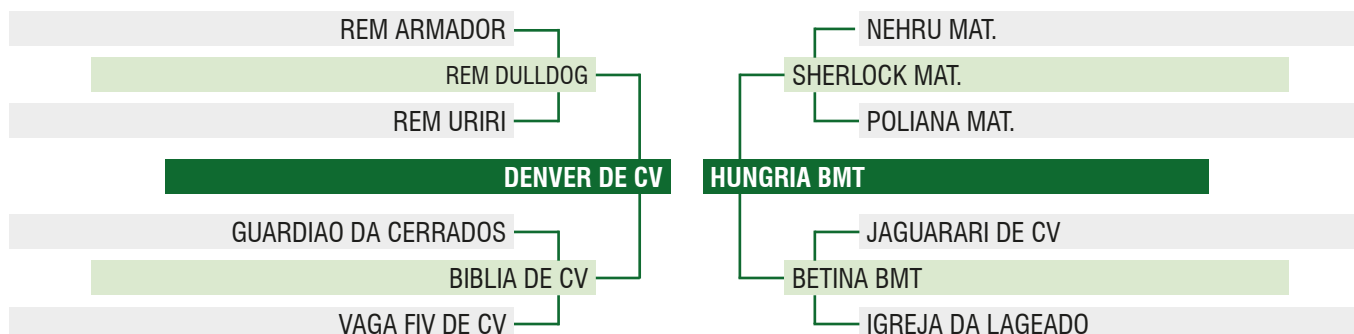 REM ARMADOR
REM DULLDOG
REM URIRI
DENVER DE CV
GUARDIAO DA CERRADOS
BIBLIA DE CV
VAGA FIV DE CV
NEHRU MAT.
SHERLOCK MAT.
POLIANA MAT.
HUNGRIA BMT
JAGUARARI DE CV
BETINA BMT
IGREJA DA LAGEADO